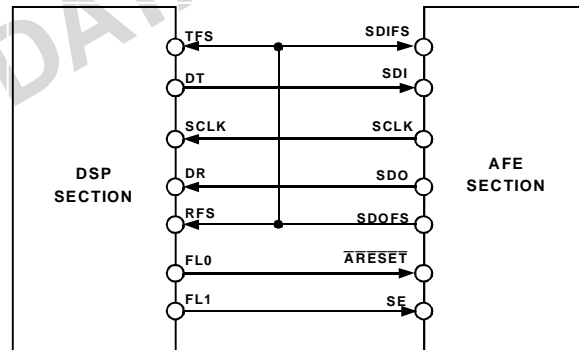 TFS SDIFS
DT SDI
SCLK SCLK
DSP SECTION
DR SDO
AFE SECTION
RFS SDOFS
FL0 ARESET
FL1 SE